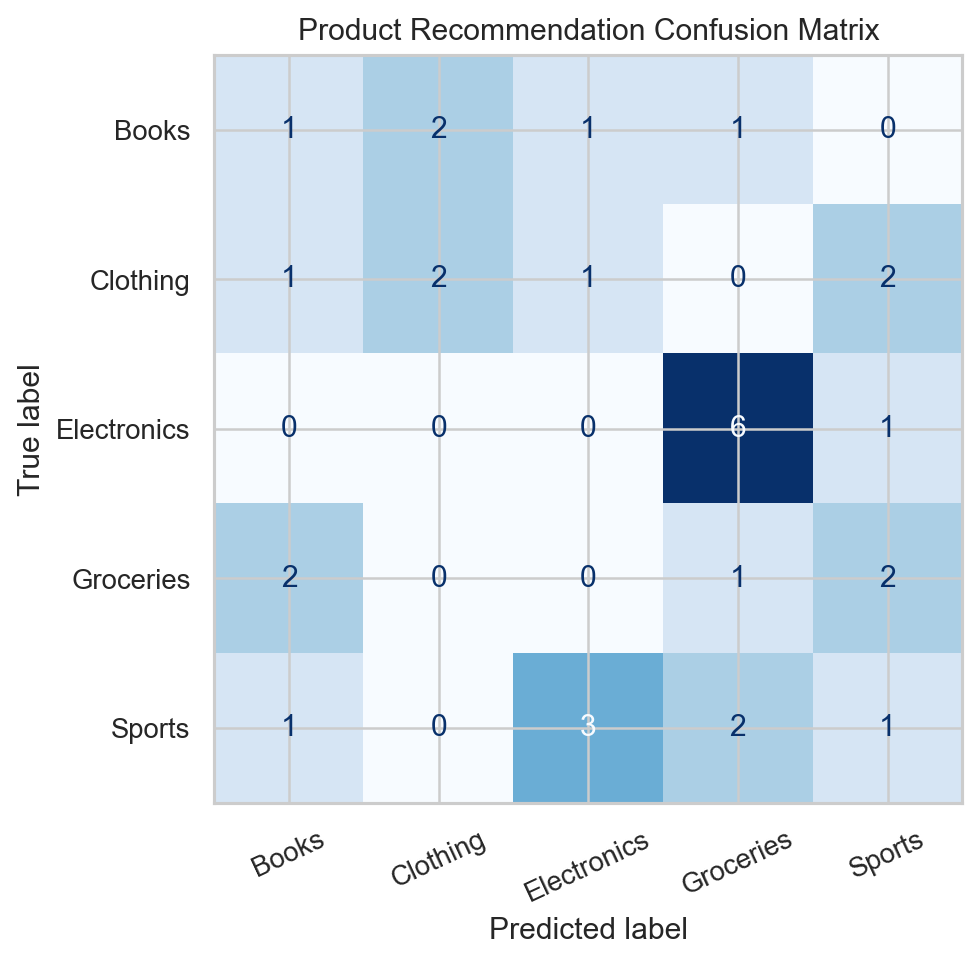 Product Recommendation Confusion Matrix
True label
Books 1 2 1 1 0
Clothing 1 2 1 0 2
Electronics 0 0 0 6 1
Groceries 2 0 0 1 2
Sports 1 0 3 2 1
Books Clothing Electronics Groceries Sports
Predicted label